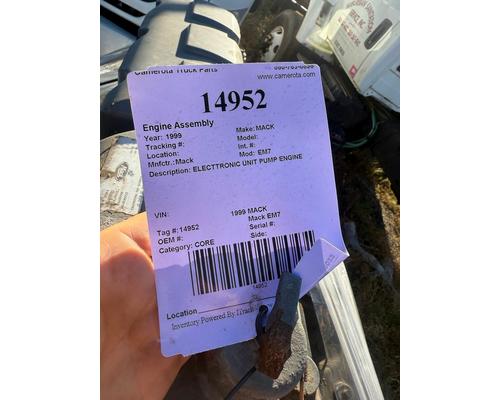 Camerota Truck Parts
www.camerota.com
14952
Engine Assembly
Year: 1999 Make: MACK
Tracking #: Model:
Location: Int. #:
Mnfctr.:Mack Mod: EM7
Description: ELECTTRONIC UNIT PUMP ENGINE
VIN: 1999 MACK
Mack EM7
Tag #:14952 Serial #:
OEM #: Side:
Category: CORE
14952
Location
Inventory Powered By ITrack